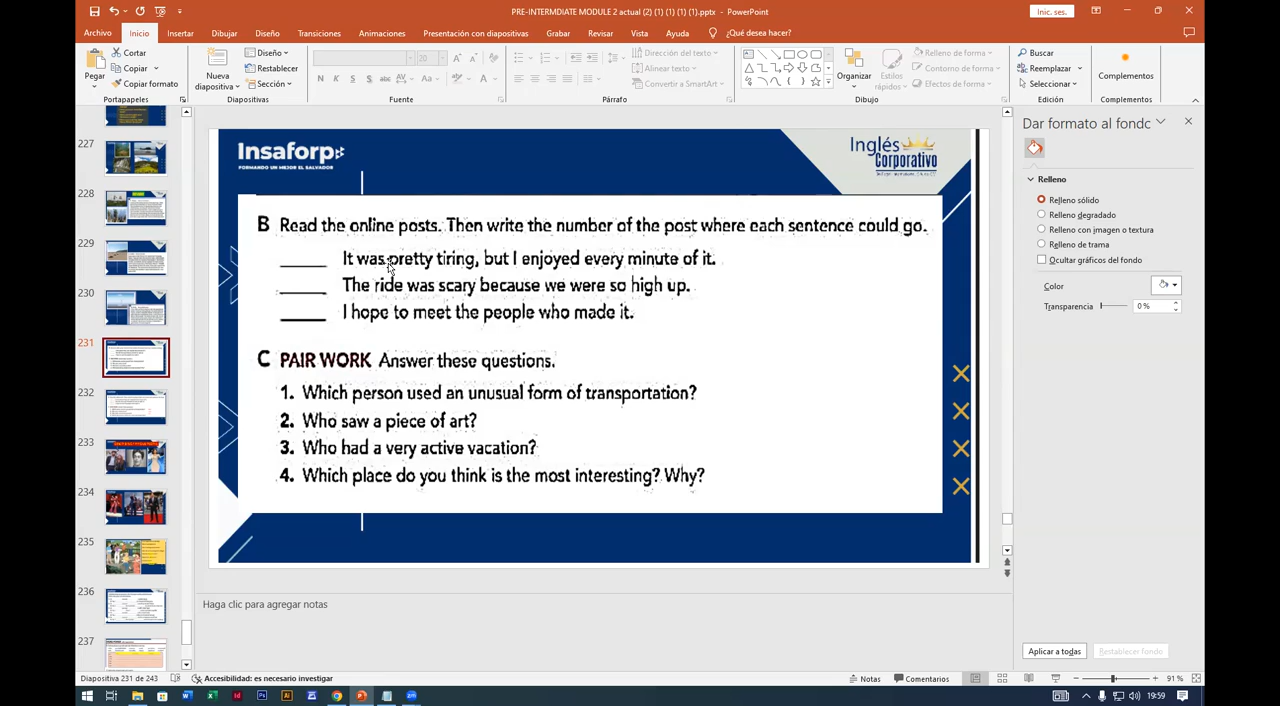 PRE-INTERMDIATE MODULE 2 actual (2) (1) (1) (1) (1).pptx - PowerPoint
Inic. ses.
Archivo Inicio Insertar Dibujar Diseño Transiciones Animaciones Presentación con diapositivas Grabar Revisar Vista Ayuda ¿Qué desea hacer?
Pegar
Cortar
Copiar
Copiar formato
Portapapeles
Nueva diapositiva
Diseño
Restablecer
Sección
Diapositivas
20
N K S S abc AV Aa A
Fuente
Dirección del texto
Alinear texto
Convertir a SmartArt
Párrafo
Organizar
Estilos rápidos
Relleno de forma
Contorno de forma
Efectos de forma
Dibujo
Buscar
Reemplazar
Seleccionar
Edición
Complementos
Complementos
227
228
229
230
231
232
233
234
235
236
237
Insaforp
FORMANDO UN MEJOR EL SALVADOR
Inglés Corporativo
B Read the online posts. Then write the number of the post where each sentence could go.
_____ It was pretty tiring, but I enjoyed every minute of it.
_____ The ride was scary because we were so high up.
_____ I hope to meet the people who made it.
C PAIR WORK Answer these questions.
1. Which person used an unusual form of transportation?
2. Who saw a piece of art?
3. Who had a very active vacation?
4. Which place do you think is the most interesting? Why?
Haga clic para agregar notas
Dar formato al fondo
Relleno
Relleno sólido
Relleno degradado
Relleno con imagen o textura
Relleno de trama
Ocultar gráficos del fondo
Color
Transparencia 0 %
Aplicar a todas Restablecer fondo
Diapositiva 231 de 243 Accesibilidad: es necesario investigar Notas Comentarios 91 %
19:59